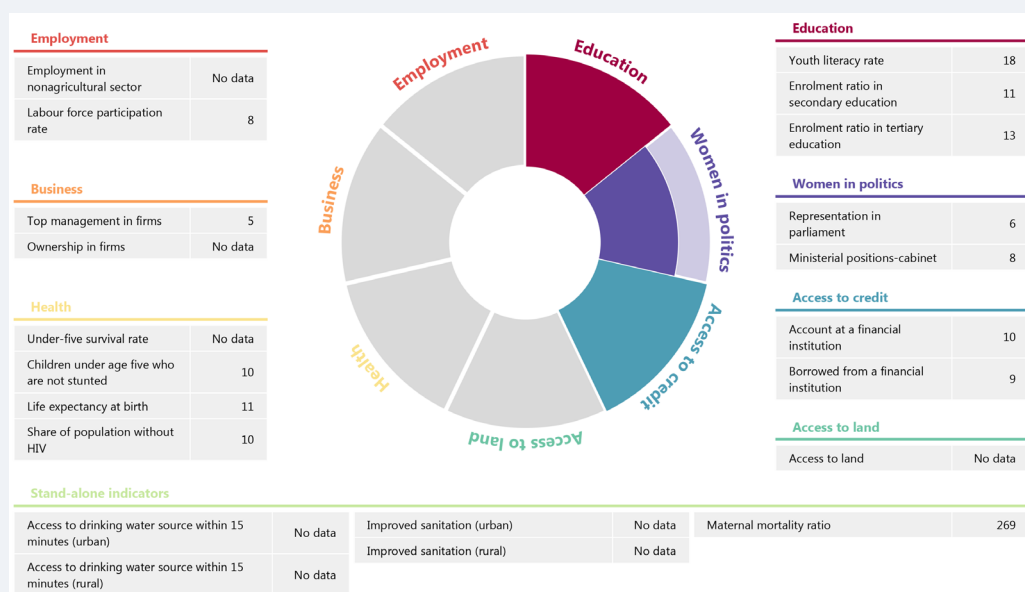 Employment
Employment in
nonagricultural sector
No data
Labour force participation
rate
8
Business
Top management in firms
5
Ownership in firms
No data
Health
Under-five survival rate
No data
Children under age five who
are not stunted
10
Life expectancy at birth
11
Share of population without
HIV
10
Employment
Education
Women in politics
Access to credit
Access to land
Health
Business
Education
Youth literacy rate
18
Enrolment ratio in
secondary education
11
Enrolment ratio in tertiary
education
13
Women in politics
Representation in
parliament
6
Ministerial positions-cabinet
8
Access to credit
Account at a financial
institution
10
Borrowed from a financial
institution
9
Access to land
Access to land
No data
Stand-alone indicators
Access to drinking water source within 15
minutes (urban)
No data
Access to drinking water source within 15
minutes (rural)
No data
Improved sanitation (urban)
No data
Improved sanitation (rural)
No data
Maternal mortality ratio
269